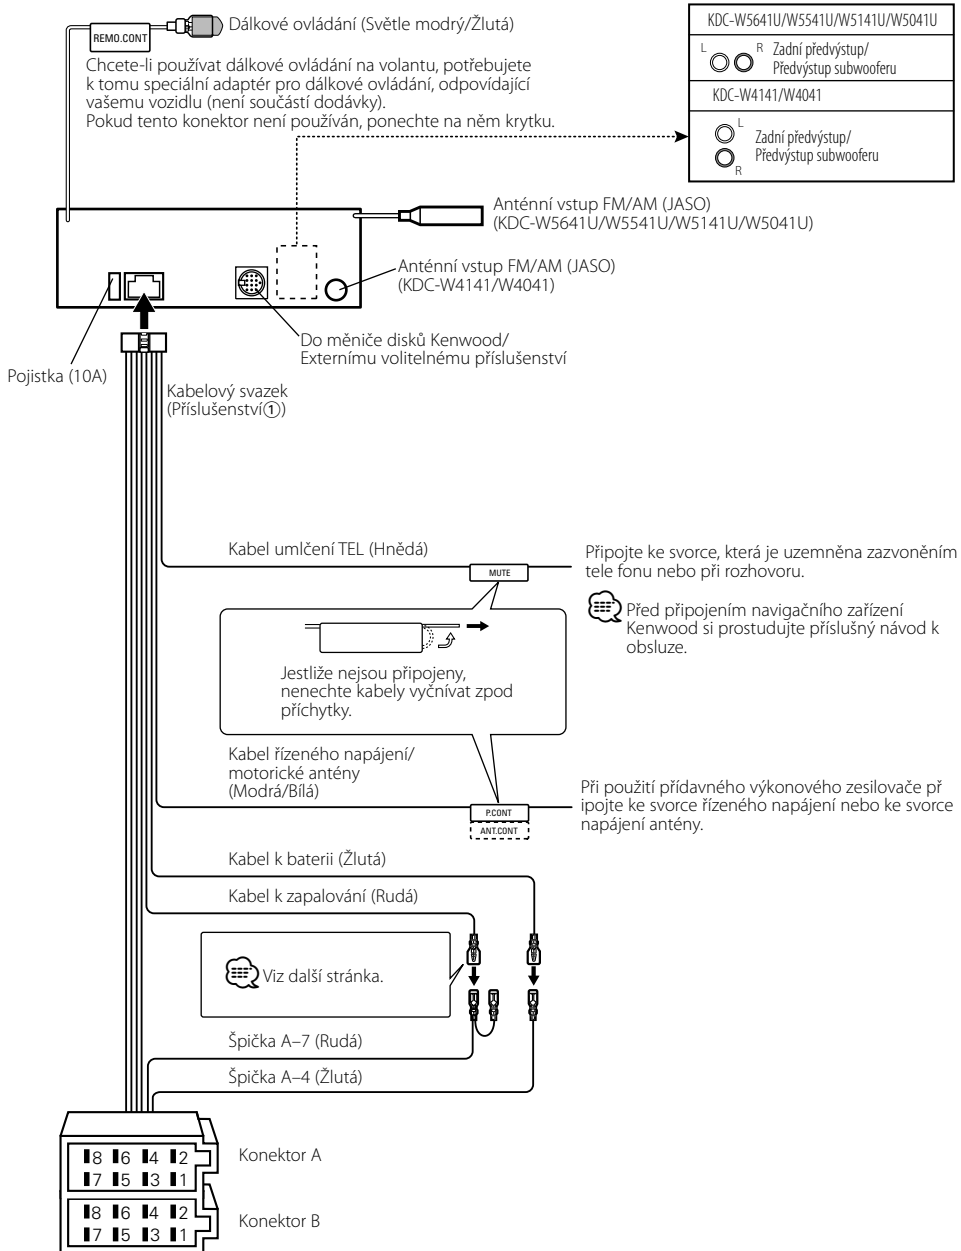 REMO.CONT
Dálkové ovládání (Světle modrý/Žlutá)
Chcete-li používat dálkové ovládání na volantu, potřebujete
k tomu speciální adaptér pro dálkové ovládání, odpovídající
vašemu vozidlu (není součástí dodávky).
Pokud tento konektor není používán, ponechte na něm krytku.
KDC-W5641U/W5541U/W5141U/W5041U
L
R
Zadní předvýstup/
Předvýstup subwooferu
KDC-W4141/W4041
L
R
Zadní předvýstup/
Předvýstup subwooferu
Anténní vstup FM/AM (JASO)
(KDC-W5641U/W5541U/W5141U/W5041U)
Anténní vstup FM/AM (JASO)
(KDC-W4141/W4041)
Do měniče disků Kenwood/
Externímu volitelnému příslušenství
Pojistka (10A)
Kabelový svazek
(Příslušenství①)
Kabel umlčení TEL (Hnědá)
MUTE
Připojte ke svorce, která je uzemněna zazvoněním
tele fonu nebo při rozhovoru.
Před připojením navigačního zařízení
Kenwood si prostudujte příslušný návod k
obsluze.
Jestliže nejsou připojeny,
nenechte kabely vyčnívat zpod
příchytky.
Kabel řízeného napájení/
motorické antény
(Modrá/Bílá)
P.CONT
ANT.CONT
Při použití přídavného výkonového zesilovače př
ipojte ke svorce řízeného napájení nebo ke svorce
napájení antény.
Kabel k baterii (Žlutá)
Kabel k zapalování (Rudá)
Viz další stránka.
Špička A–7 (Rudá)
Špička A–4 (Žlutá)
8 6 4 2
7 5 3 1
Konektor A
8 6 4 2
7 5 3 1
Konektor B